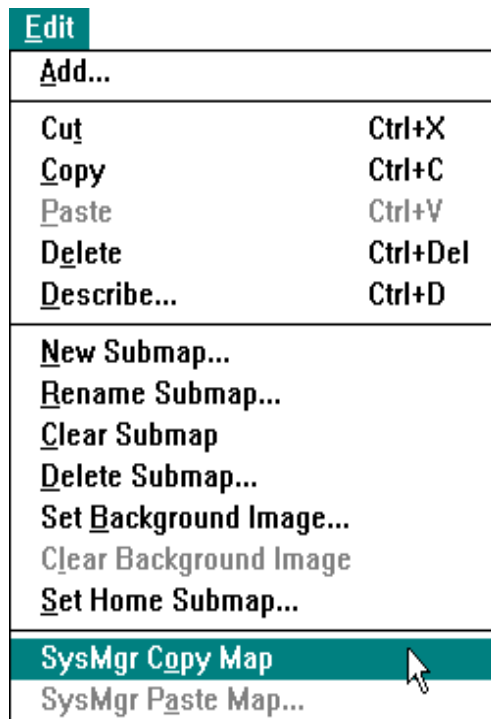 Edit
Add...
Cut Ctrl+X
Copy Ctrl+C
Paste Ctrl+V
Delete Ctrl+Del
Describe... Ctrl+D
New Submap...
Rename Submap...
Clear Submap
Delete Submap...
Set Background Image...
Clear Background Image
Set Home Submap...
SysMgr Copy Map
SysMgr Paste Map...